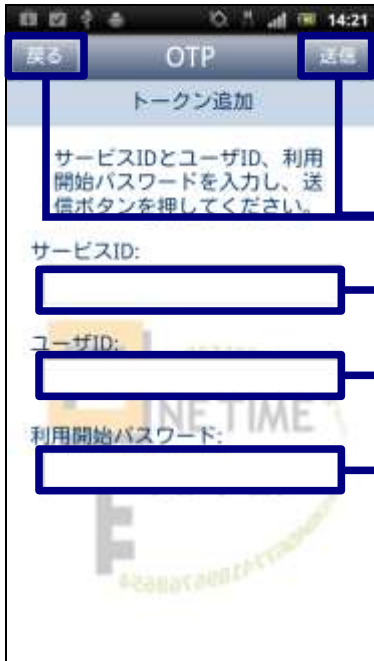 14:21
戻る
OTP
送信
トークン追加
サービスIDとユーザID、利用
開始パスワードを入力し、送
信ボタンを押してください。
サービスID:
ユーザID:
NE TIME
利用開始パスワード: